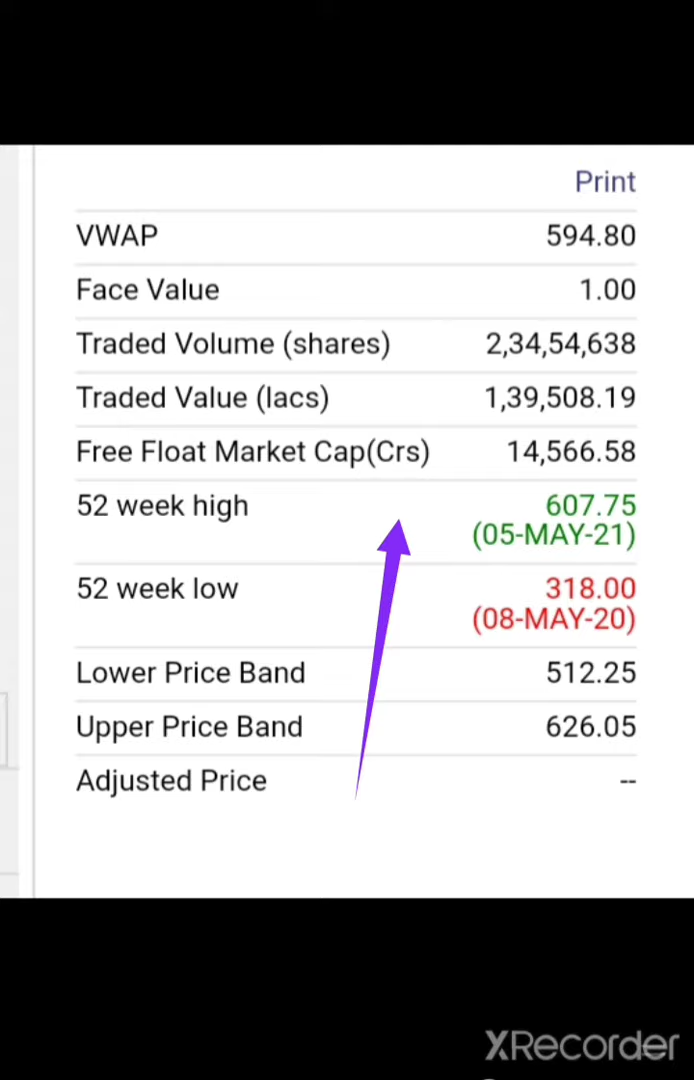 Print
VWAP 594.80
Face Value 1.00
Traded Volume (shares) 2,34,54,638
Traded Value (lacs) 1,39,508.19
Free Float Market Cap(Crs) 14,566.58
52 week high 607.75
(05-MAY-21)
52 week low 318.00
(08-MAY-20)
Lower Price Band 512.25
Upper Price Band 626.05
Adjusted Price --
XRecorder